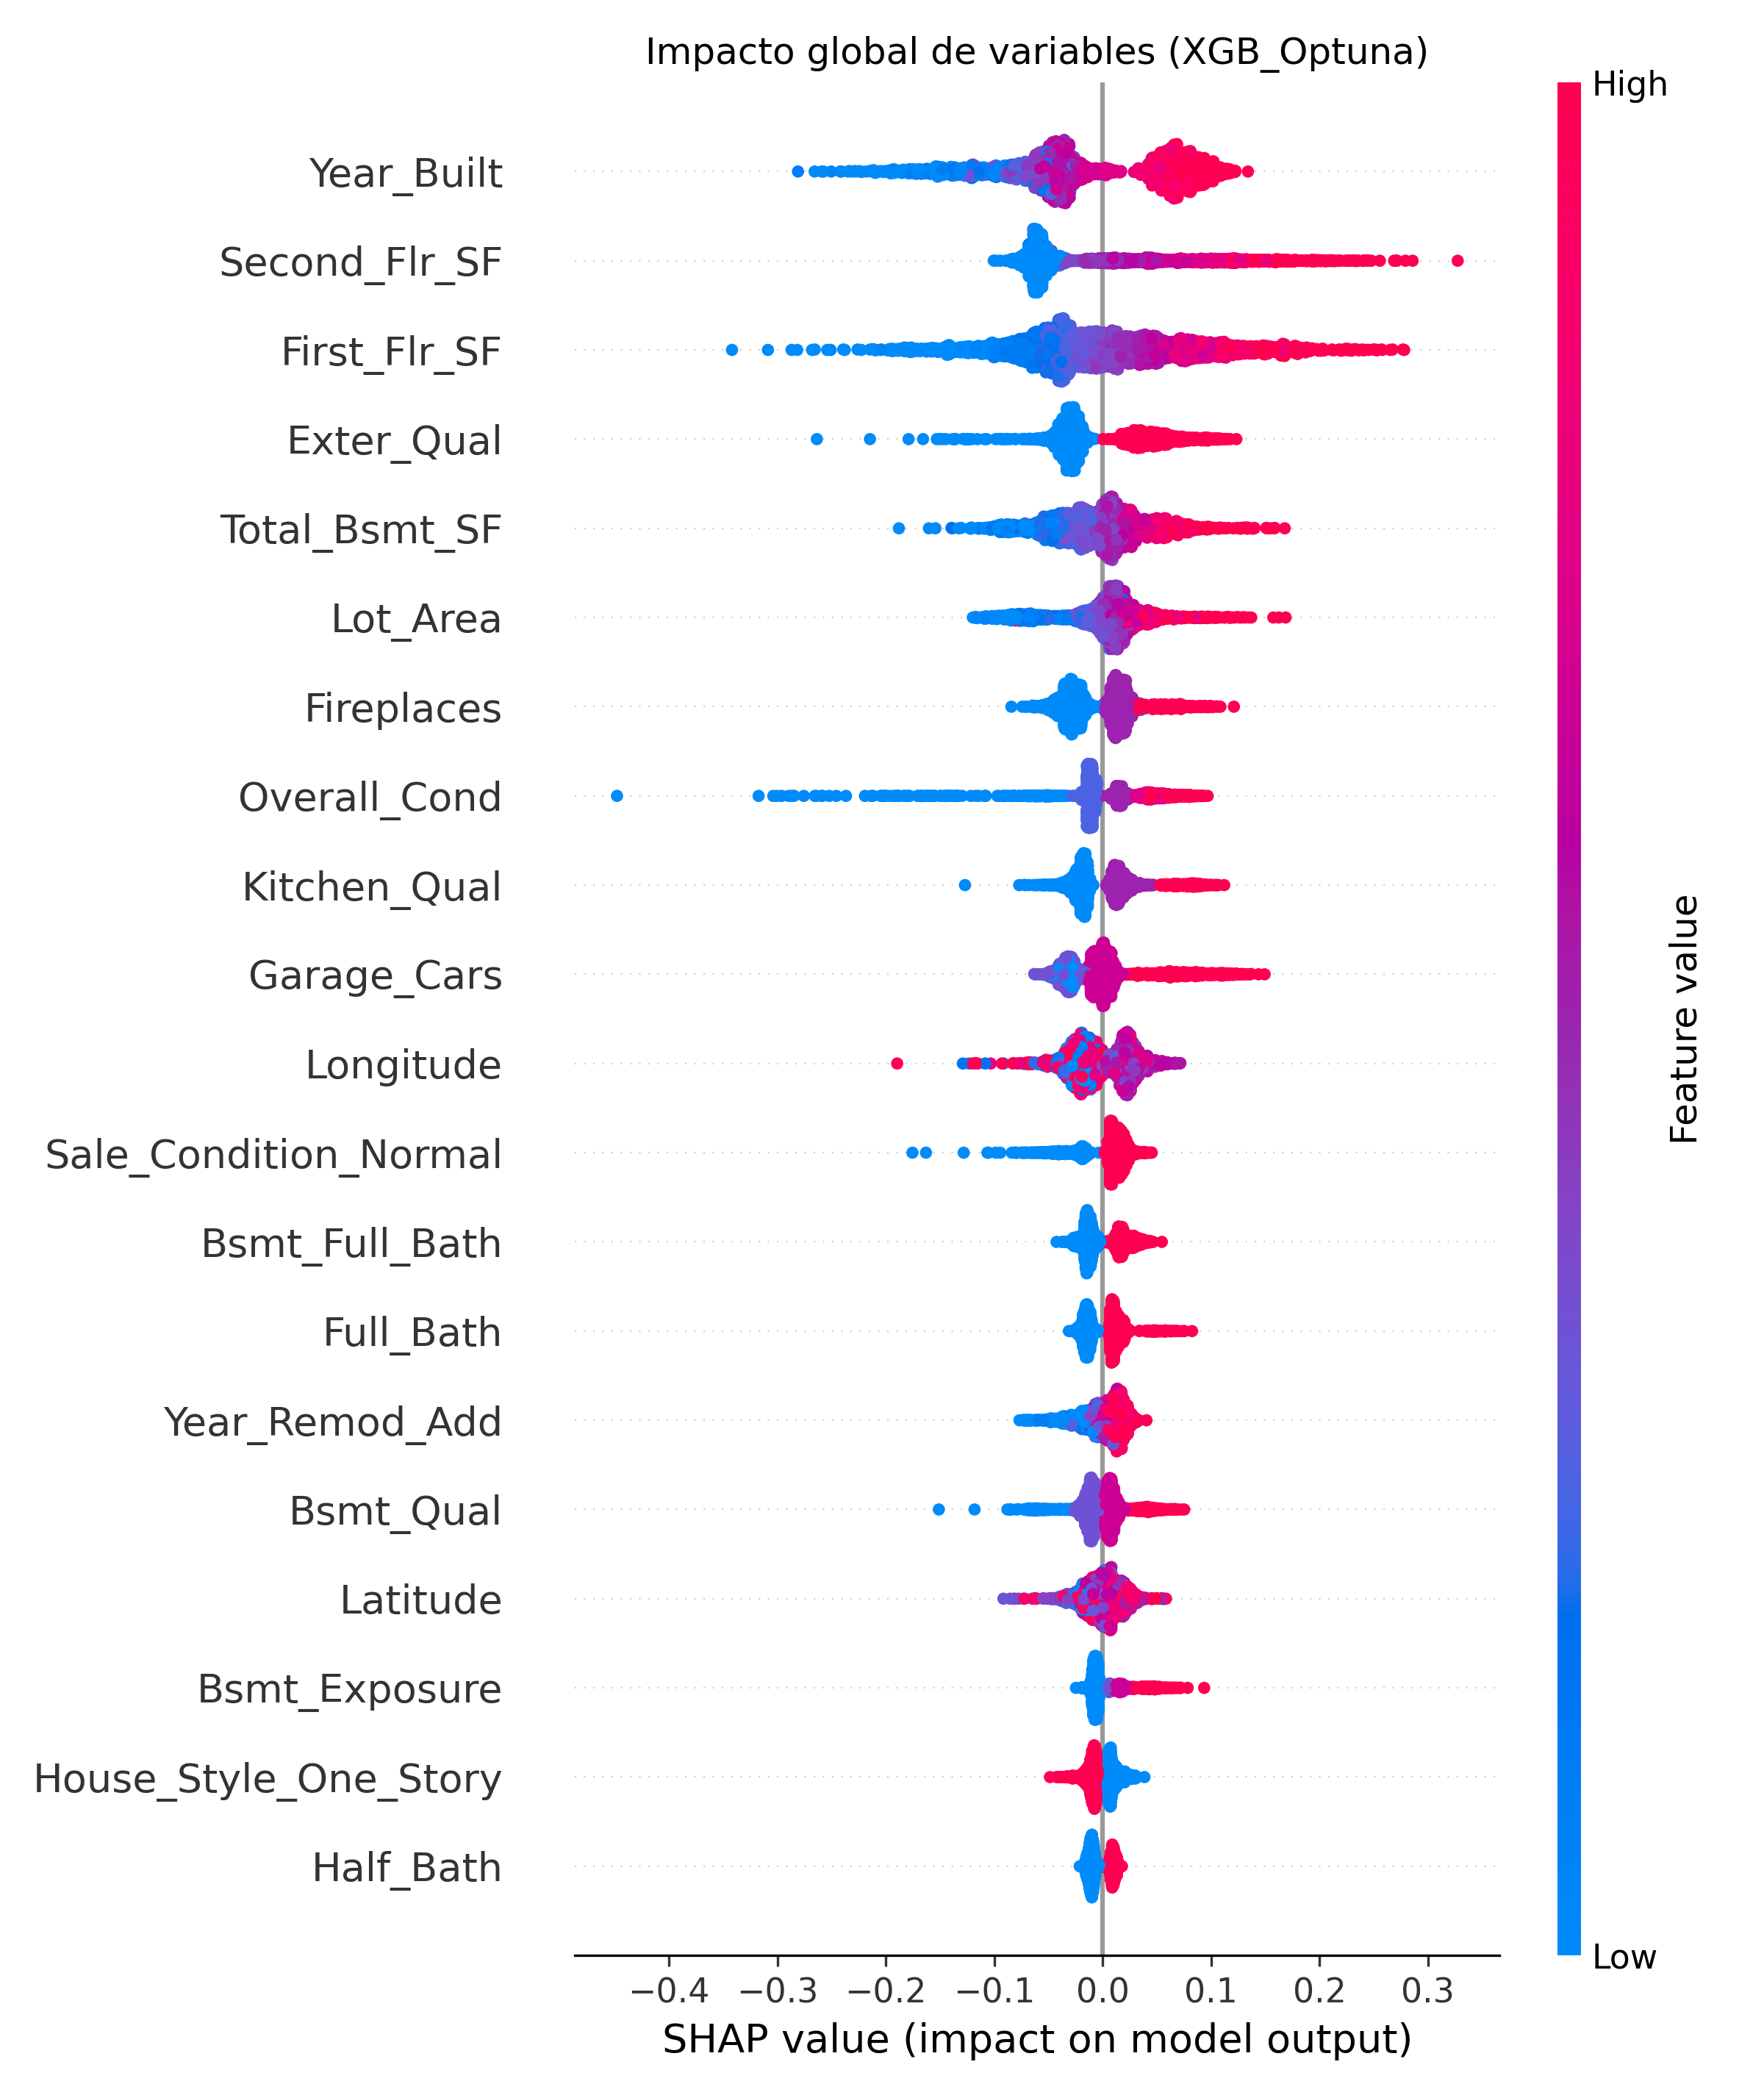 Impacto global de variables (XGB_Optuna)
High
Year_Built
Second_Flr_SF
First_Flr_SF
Exter_Qual
Total_Bsmt_SF
Lot_Area
Fireplaces
Overall_Cond
Kitchen_Qual
Garage_Cars
Longitude
Sale_Condition_Normal
Bsmt_Full_Bath
Full_Bath
Year_Remod_Add
Bsmt_Qual
Latitude
Bsmt_Exposure
House_Style_One_Story
Half_Bath
Feature value
Low
−0.4 −0.3 −0.2 −0.1 0.0 0.1 0.2 0.3
SHAP value (impact on model output)